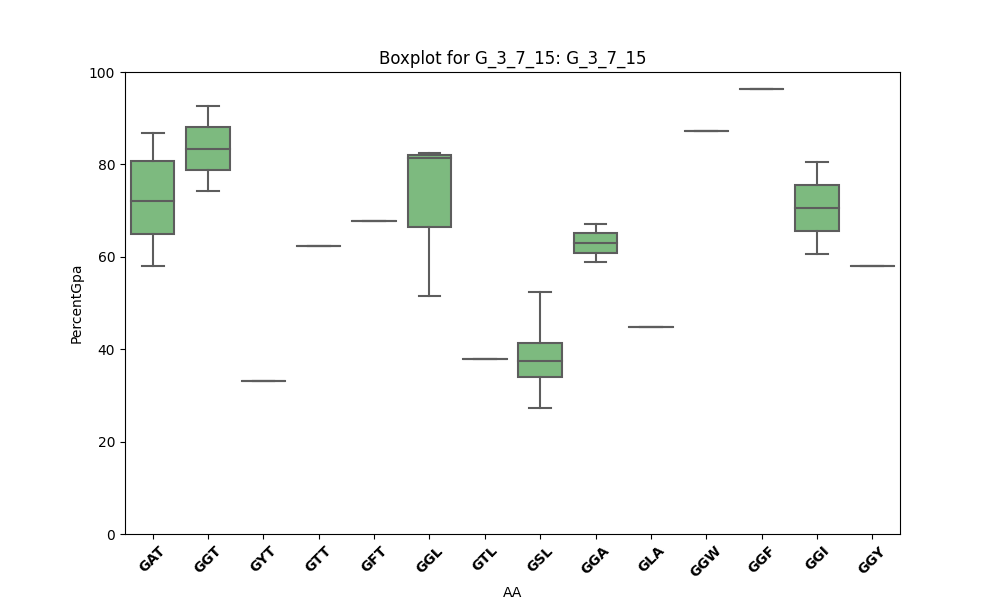 Boxplot for G_3_7_15: G_3_7_15
PercentGpa
100
80
60
40
20
0
GAT GGT GYT GTT GFT GGL GTL GSL GGA GLA GGW GGF GGI GGY
AA